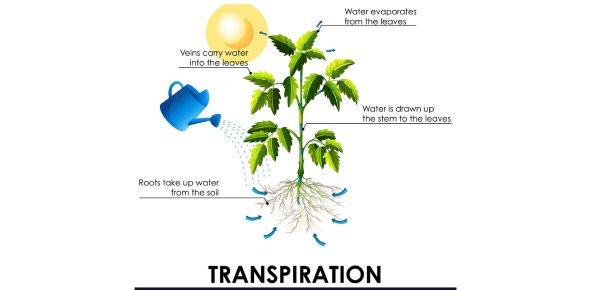 Water evaporates
from the leaves
Veins carry water
into the leaves
Water is drawn up
the stem to the leaves
Roots take up water
from the soil
TRANSPIRATION